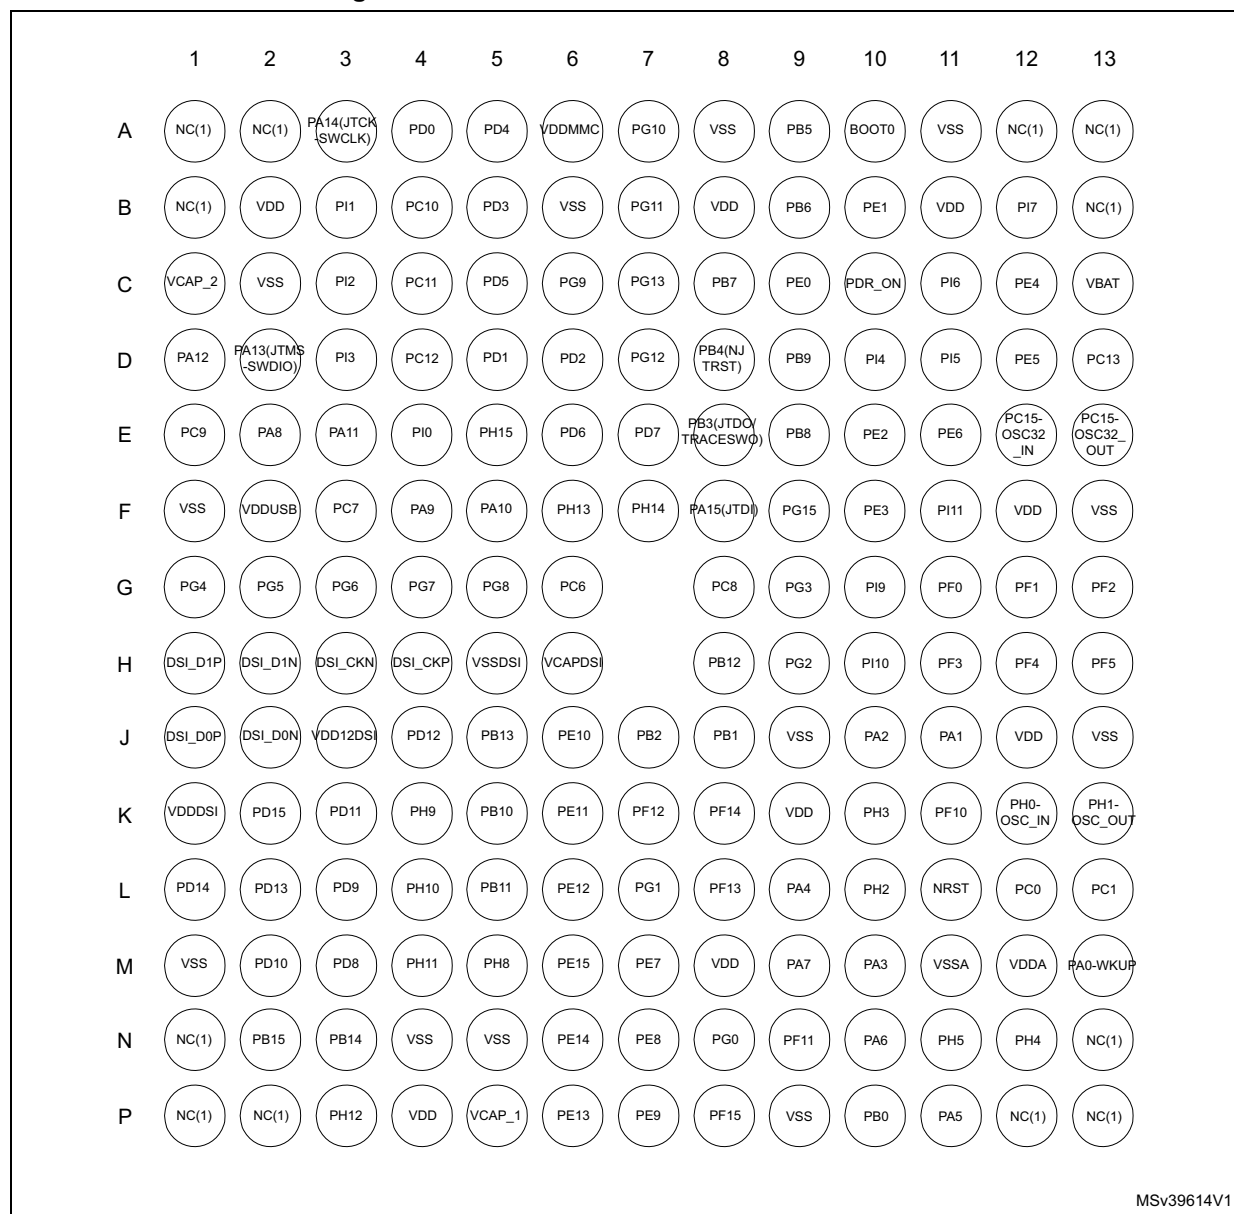 1 2 3 4 5 6 7 8 9 10 11 12 13
A NC(1) NC(1) PA14(JTCK-SWCLK) PD0 PD4 VDDMMC PG10 VSS PB5 BOOT0 VSS NC(1) NC(1)
B NC(1) VDD PI1 PC10 PD3 VSS PG11 VDD PB6 PE1 VDD PI7 NC(1)
C VCAP_2 VSS PI2 PC11 PD5 PG9 PG13 PB7 PE0 PDR_ON PI6 PE4 VBAT
D PA12 PA13(JTMS-SWDIO) PI3 PC12 PD1 PD2 PG12 PB4(NJTRST) PB9 PI4 PI5 PE5 PC13
E PC9 PA8 PA11 PI0 PH15 PD6 PD7 PB3(JTDO/TRACESWO) PB8 PE2 PE6 PC15-OSC32_IN PC15-OSC32_OUT
F VSS VDDUSB PC7 PA9 PA10 PH13 PH14 PA15(JTDI) PG15 PE3 PI11 VDD VSS
G PG4 PG5 PG6 PG7 PG8 PC6 PC8 PG3 PI9 PF0 PF1 PF2
H DSI_D1P DSI_D1N DSI_CKN DSI_CKP VSSDSI VCAPDSI PB12 PG2 PI10 PF3 PF4 PF5
J DSI_D0P DSI_D0N VDD12DSI PD12 PB13 PE10 PB2 PB1 VSS PA2 PA1 VDD VSS
K VDDDSI PD15 PD11 PH9 PB10 PE11 PF12 PF14 VDD PH3 PF10 PH0-OSC_IN PH1-OSC_OUT
L PD14 PD13 PD9 PH10 PB11 PE12 PG1 PF13 PA4 PH2 NRST PC0 PC1
M VSS PD10 PD8 PH11 PH8 PE15 PE7 VDD PA7 PA3 VSSA VDDA PA0-WKUP
N NC(1) PB15 PB14 VSS VSS PE14 PE8 PG0 PF11 PA6 PH5 PH4 NC(1)
P NC(1) NC(1) PH12 VDD VCAP_1 PE13 PE9 PF15 VSS PB0 PA5 NC(1) NC(1)
MSv39614V1